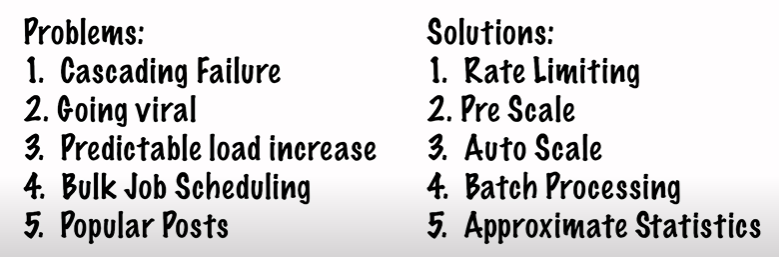 Problems:
1. Cascading Failure
2. Going viral
3. Predictable load increase
4. Bulk Job Scheduling
5. Popular Posts
Solutions:
1. Rate Limiting
2. Pre Scale
3. Auto Scale
4. Batch Processing
5. Approximate Statistics